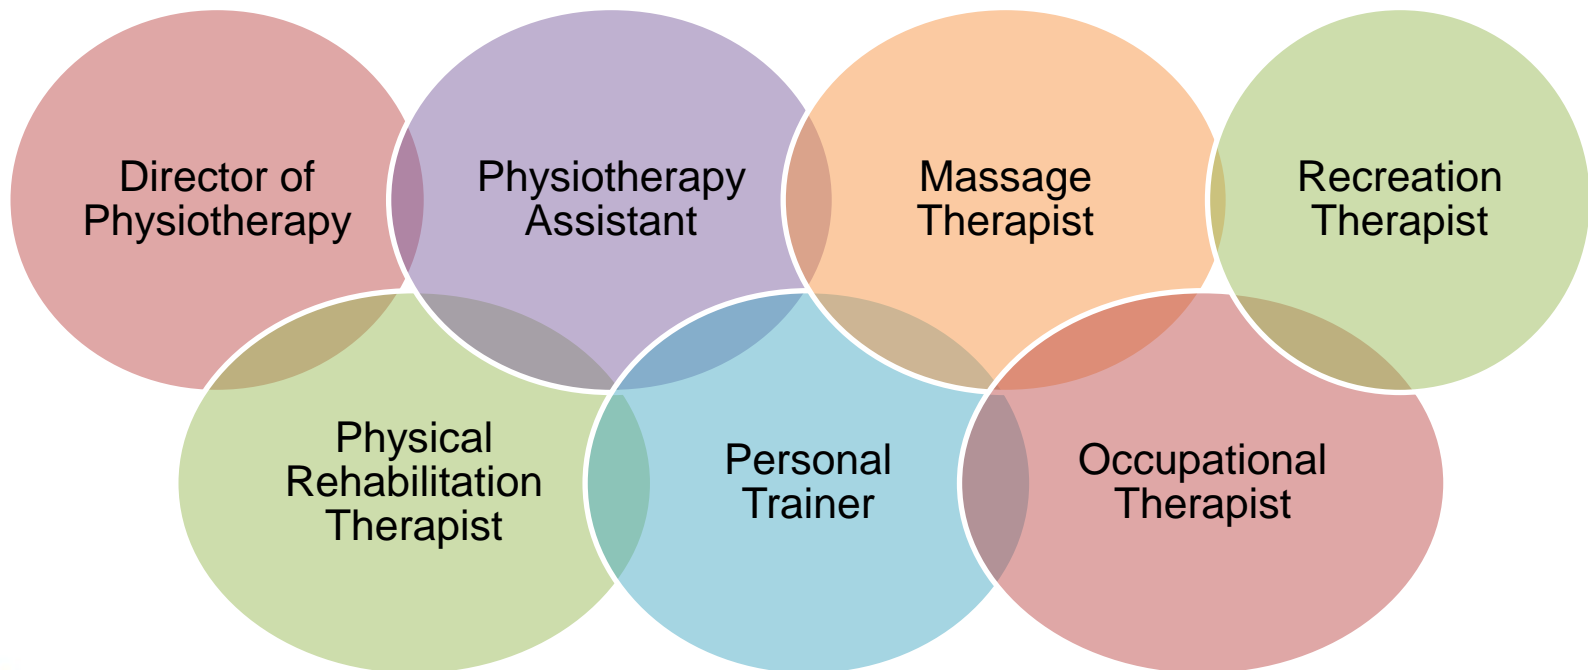 Director of
Physiotherapy
Physiotherapy
Assistant
Massage
Therapist
Recreation
Therapist
Physical
Rehabilitation
Therapist
Personal
Trainer
Occupational
Therapist